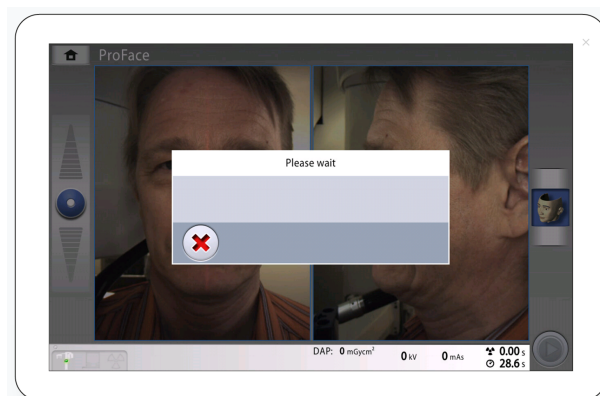 ProFace
Please wait
DAP: 0 mGycm²
0 kV
0 mAs
0.00 s
28.6 s